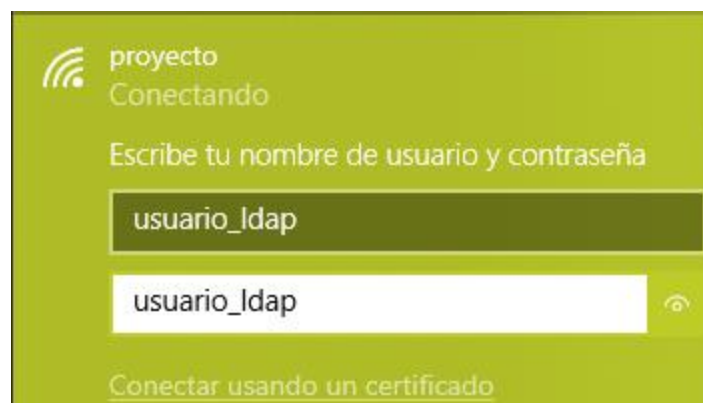 proyecto
Conectando
Escribe tu nombre de usuario y contraseña
usuario_ldap
usuario_ldap
Conectar usando un certificado